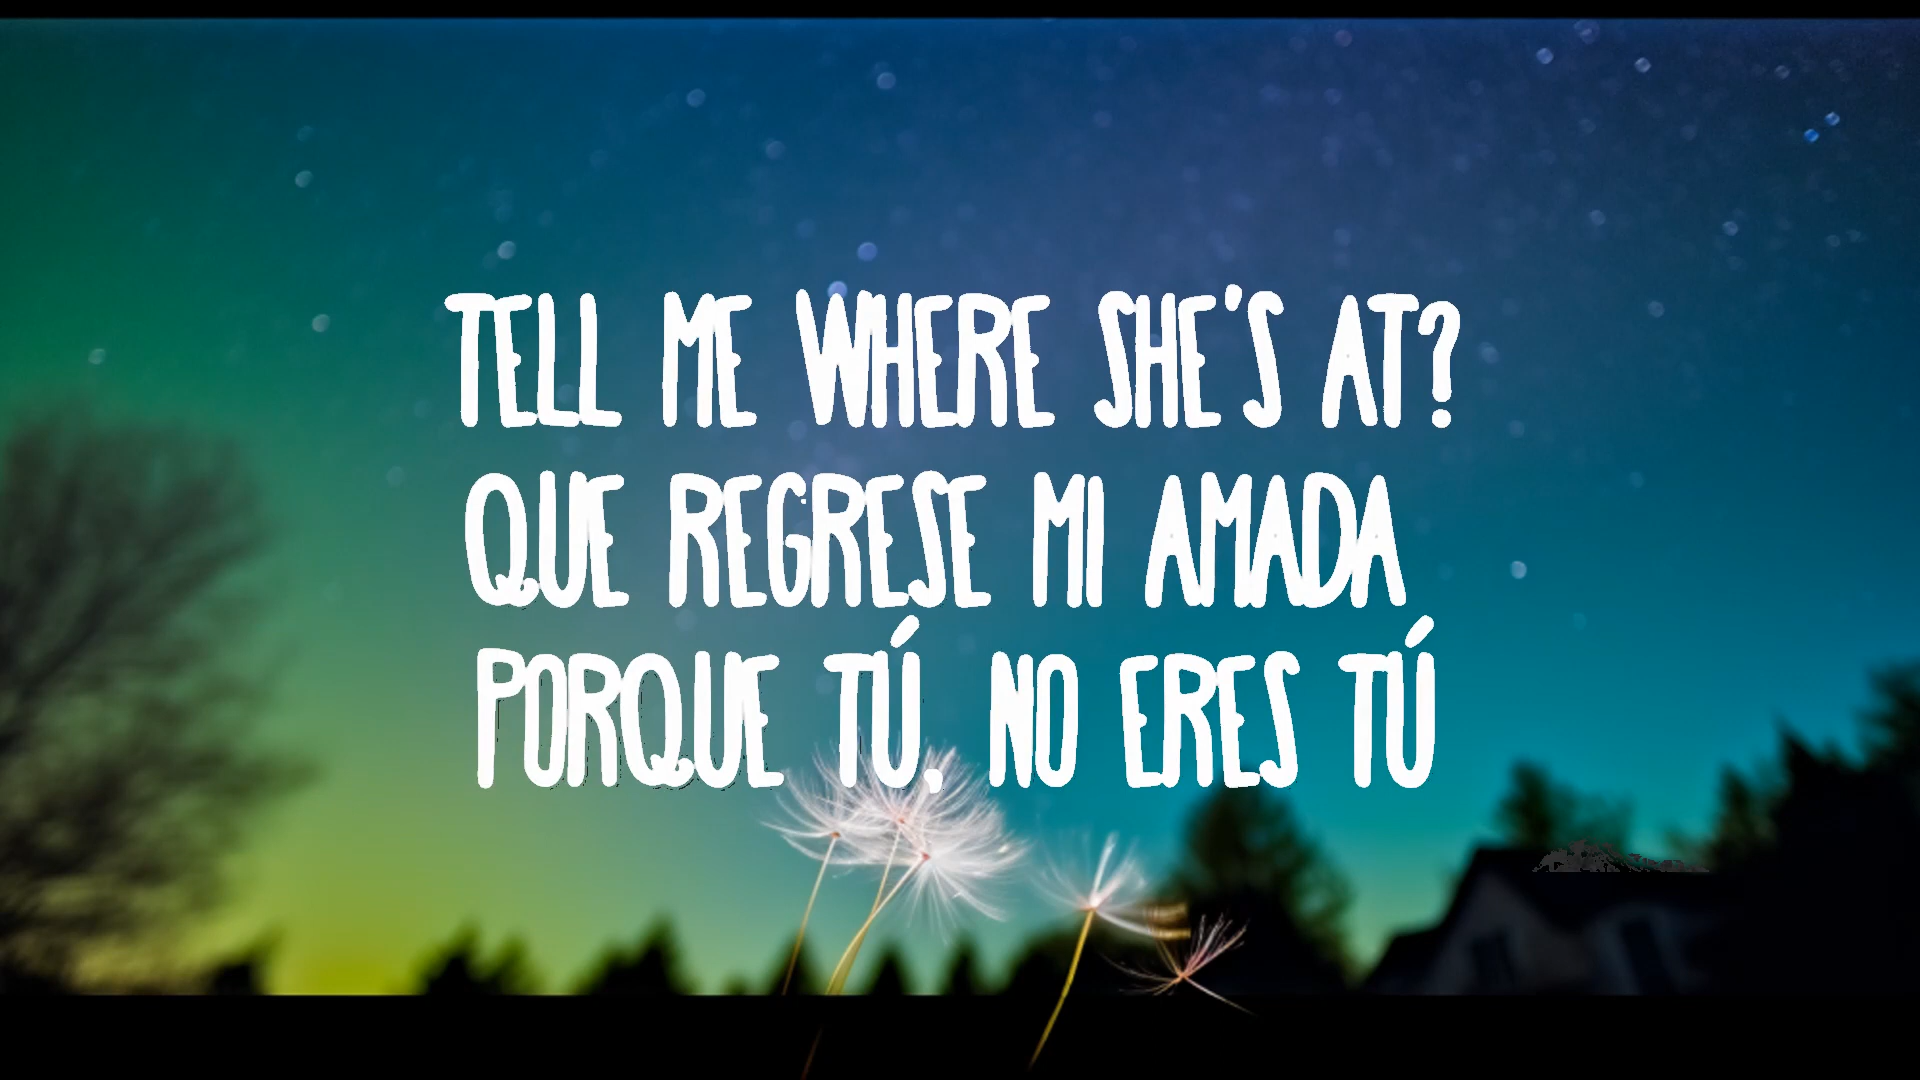 TELL ME WHERE SHE'S AT?
QUE REGRESE MI AMADA
PORQUE TÚ, NO ERES TÚ